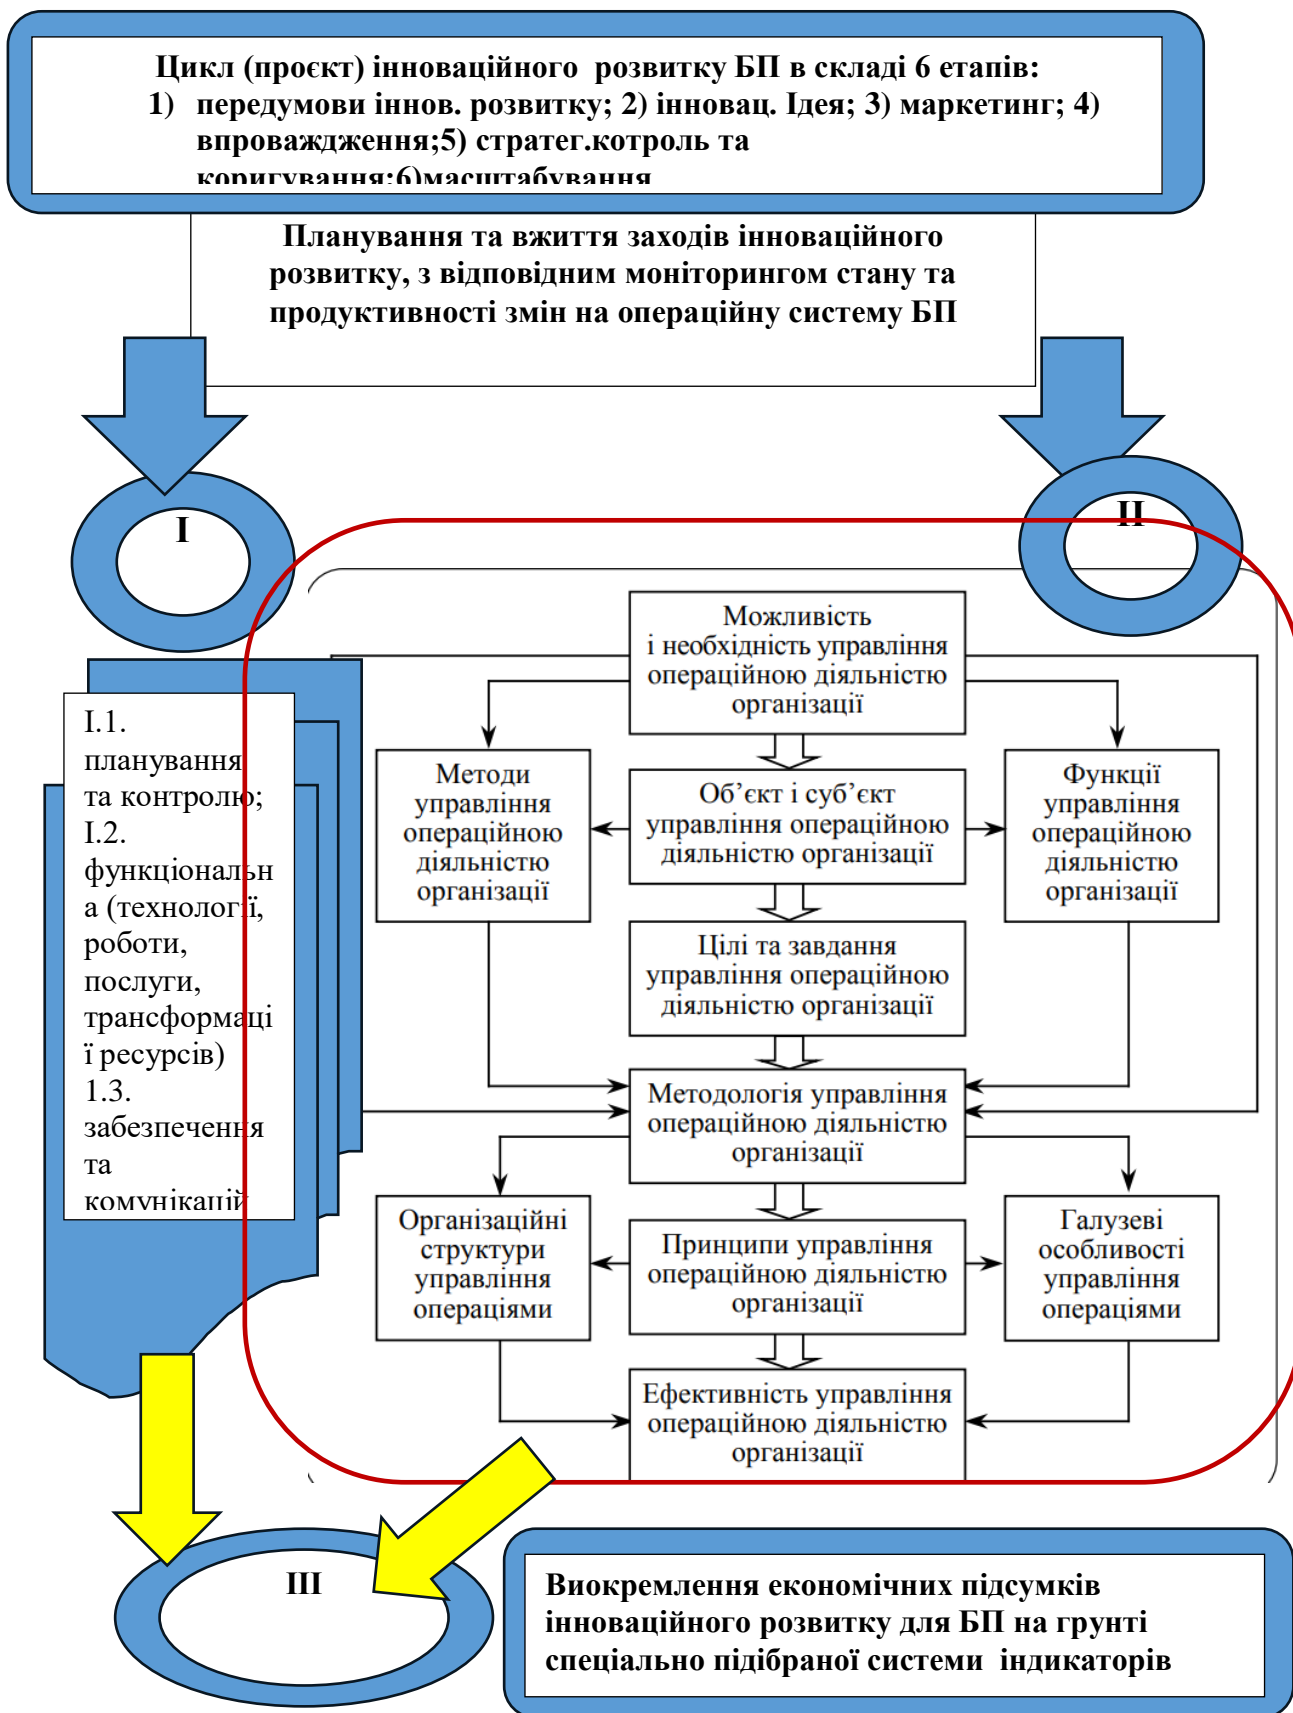 Цикл (проєкт) інноваційного розвитку БП в складі 6 етапів:
1) передумови іннов. розвитку; 2) інновац. Ідея; 3) маркетинг; 4)
впроваждження;5) стратег.котроль та
коригування;6)масштабування
Планування та вжиття заходів інноваційного
розвитку, з відповідним моніторингом стану та
продуктивності змін на операційну систему БП
I
II
I.1.
планування
та контролю;
I.2.
функціональн
а (технології,
роботи,
послуги,
трансформаці
ї ресурсів)
1.3.
забезпечення
та
комунікацій
Можливість
і необхідність управління
операційною діяльністю
організації
Методи
управління
операційною
діяльністю
організації
Об’єкт і суб’єкт
управління операційною
діяльністю організації
Функції
управління
операційною
діяльністю
організації
Цілі та завдання
управління операційною
діяльністю організації
Методологія управління
операційною діяльністю
організації
Організаційні
структури
управління
операціями
Принципи управління
операційною діяльністю
організації
Галузеві
особливості
управління
операціями
Ефективність управління
операційною діяльністю
організації
III
Виокремлення економічних підсумків
інноваційного розвитку для БП на грунті
спеціально підібраної системи індикаторів